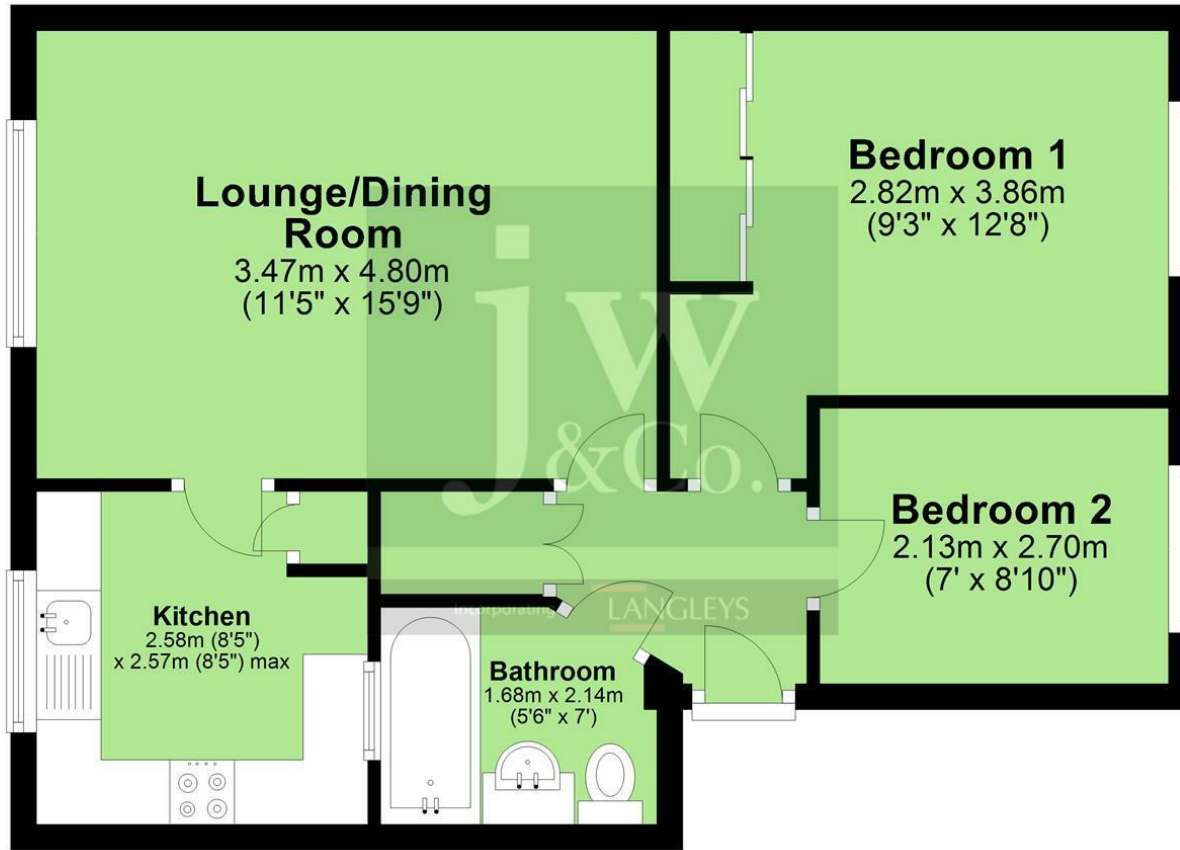 Lounge/Dining
Room
3.47m x 4.80m
(11'5" x 15'9")
Bedroom 1
2.82m x 3.86m
(9'3" x 12'8")
jw
&Co.
Bedroom 2
2.13m x 2.70m
(7' x 8'10")
Kitchen
2.58m (8'5")
x 2.57m (8'5") max
incorporating
LANGLEYS
Bathroom
1.68m x 2.14m
(5'6" x 7')